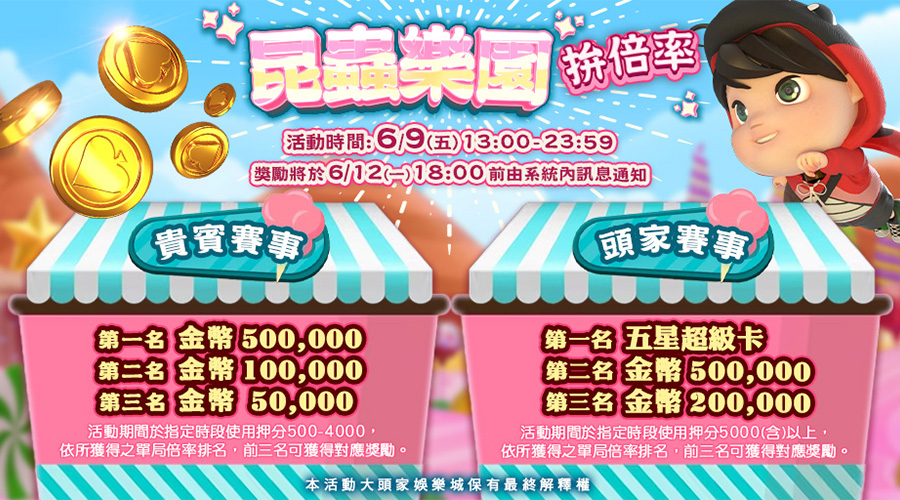 昆蟲樂園 拚倍率
活動時間: 6/9(五)13:00-23:59
獎勵將於 6/12(一)18:00 前由系統內訊息通知
貴賓賽事
第一名 金幣 500,000
第二名 金幣 100,000
第三名 金幣 50,000
活動期間於指定時段使用押分500-4000,
依所獲得之單局倍率排名,前三名可獲得對應獎勵。
頭家賽事
第一名 五星超級卡
第二名 金幣 500,000
第三名 金幣 200,000
活動期間於指定時段使用押分5000(含)以上,
依所獲得之單局倍率排名,前三名可獲得對應獎勵。
本活動大頭家娛樂城保有最終解釋權